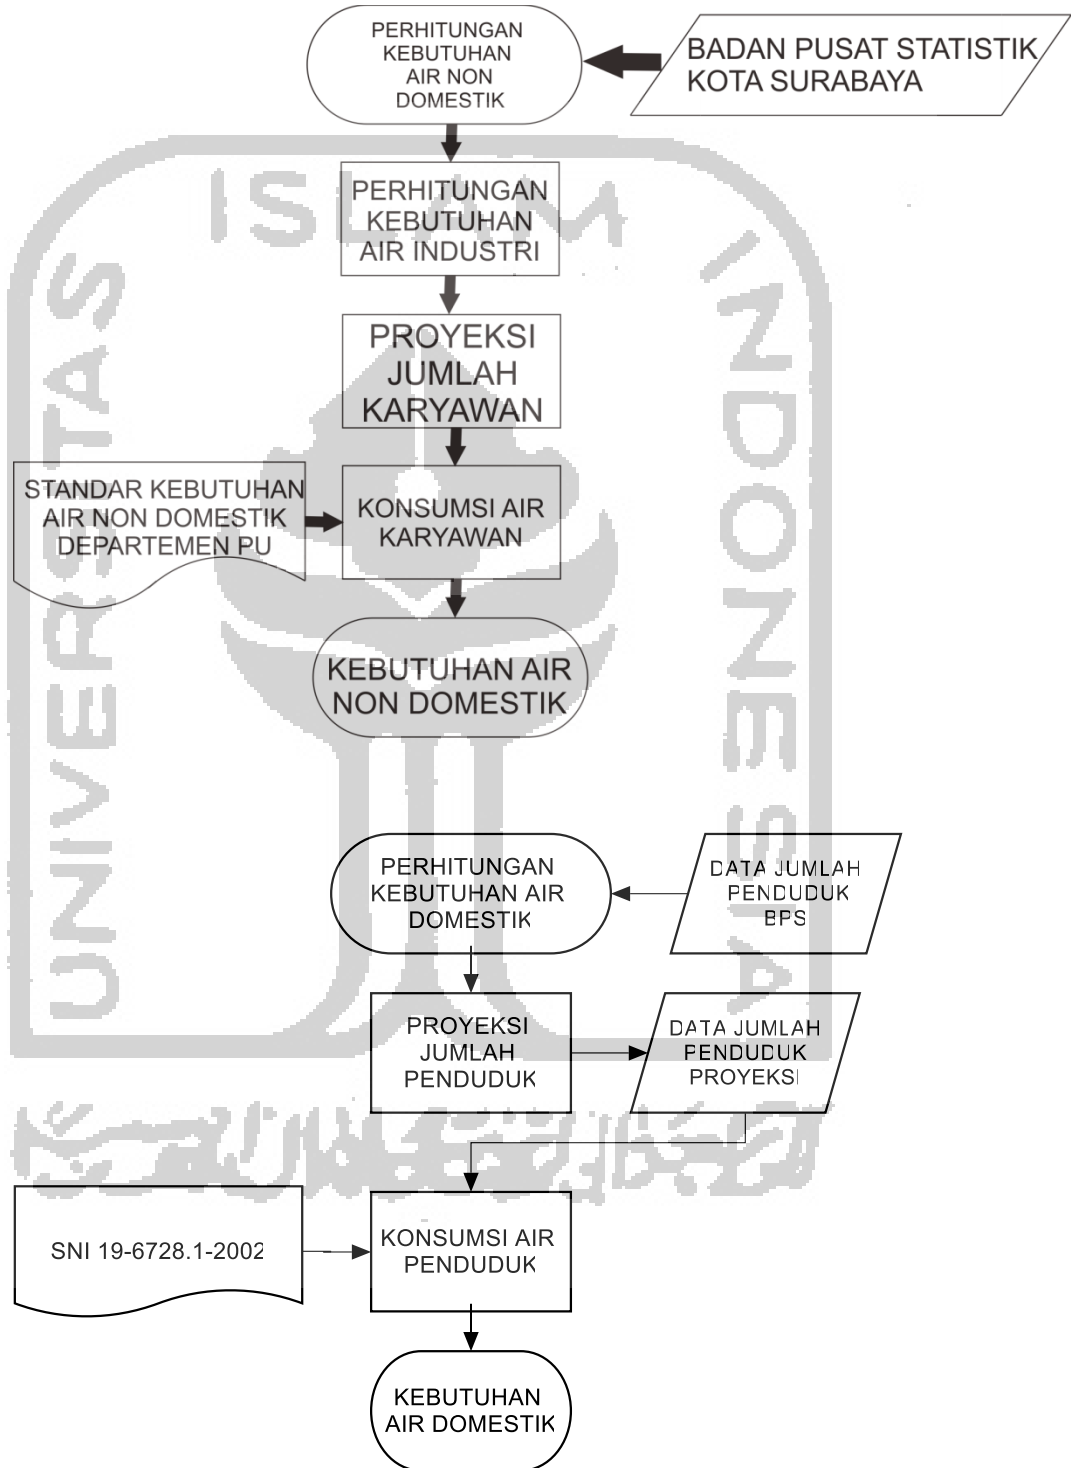 PERHITUNGAN
KEBUTUHAN
AIR NON
DOMESTIK
BADAN PUSAT STATISTIK
KOTA SURABAYA
PERHITUNGAN
KEBUTUHAN
AIR INDUSTRI
PROYEKSI
JUMLAH
KARYAWAN
STANDAR KEBUTUHAN
AIR NON DOMESTIK
DEPARTEMEN PU
KONSUMSI AIR
KARYAWAN
KEBUTUHAN AIR
NON DOMESTIK
PERHITUNGAN
KEBUTUHAN AIR
DOMESTIK
DATA JUMLAH
PENDUDUK
BPS
PROYEKSI
JUMLAH
PENDUDUK
DATA JUMLAH
PENDUDUK
PROYEKSI
SNI 19-6728.1-2002
KONSUMSI AIR
PENDUDUK
KEBUTUHAN
AIR DOMESTIK
UNIVERSITAS
ISLAM
INDONESIA